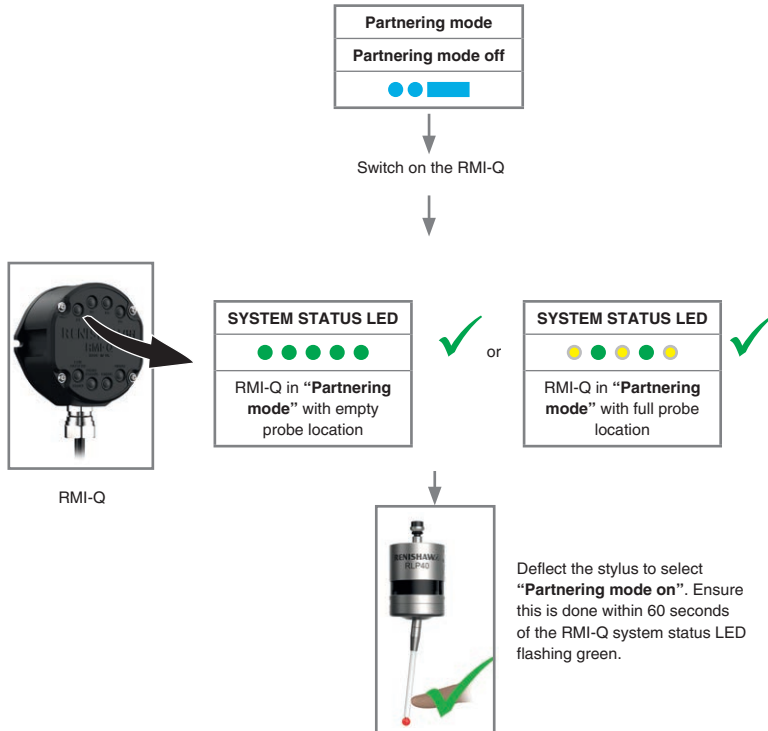 Partnering mode
Partnering mode off
Switch on the RMI-Q
SYSTEM STATUS LED
RMI-Q in "Partnering
mode" with empty
probe location
or
SYSTEM STATUS LED
RMI-Q in "Partnering
mode" with full probe
location
RMI-Q
RENISHAW
RLP40
Deflect the stylus to select
"Partnering mode on". Ensure
this is done within 60 seconds
of the RMI-Q system status LED
flashing green.